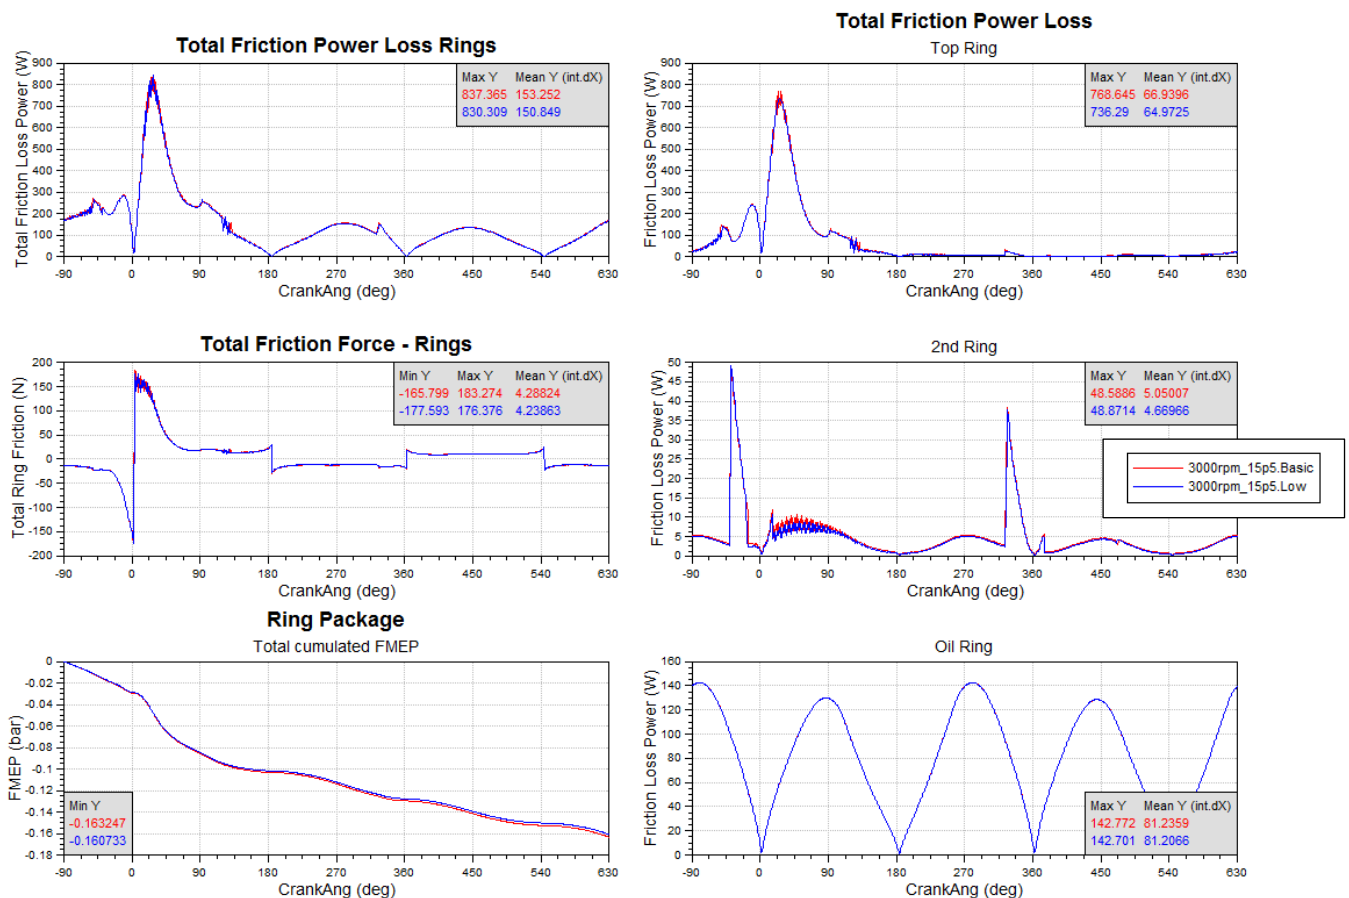 Total Friction Power Loss Rings
Total Friction Loss Power (W)
900
800
700
600
500
400
300
200
100
0
Max Y Mean Y (int.dX)
837.365 153.252
830.309 150.849
-90 0 90 180 270 360 450 540 630
CrankAng (deg)
Total Friction Power Loss
Top Ring
Friction Loss Power (W)
900
800
700
600
500
400
300
200
100
0
Max Y Mean Y (int.dX)
768.645 66.9396
736.29 64.9725
-90 0 90 180 270 360 450 540 630
CrankAng (deg)
Total Friction Force - Rings
Total Ring Friction (N)
200
150
100
50
0
-50
-100
-150
-200
Min Y Max Y Mean Y (int.dX)
-165.799 183.274 4.28824
-177.593 176.376 4.23863
-90 0 90 180 270 360 450 540 630
CrankAng (deg)
2nd Ring
Friction Loss Power (W)
50
45
40
35
30
25
20
15
10
5
0
Max Y Mean Y (int.dX)
48.5886 5.05007
48.8714 4.66966
3000rpm_15p5.Basic
3000rpm_15p5.Low
-90 0 90 180 270 360 450 540 630
CrankAng (deg)
Ring Package
Total cumulated FMEP
FMEP (bar)
0
-0.02
-0.04
-0.06
-0.08
-0.1
-0.12
-0.14
-0.16
-0.18
Min Y
-0.163247
-0.160733
-90 0 90 180 270 360 450 540 630
CrankAng (deg)
Oil Ring
Friction Loss Power (W)
160
140
120
100
80
60
40
20
0
Max Y Mean Y (int.dX)
142.772 81.2359
142.701 81.2066
-90 0 90 180 270 360 450 540 630
CrankAng (deg)